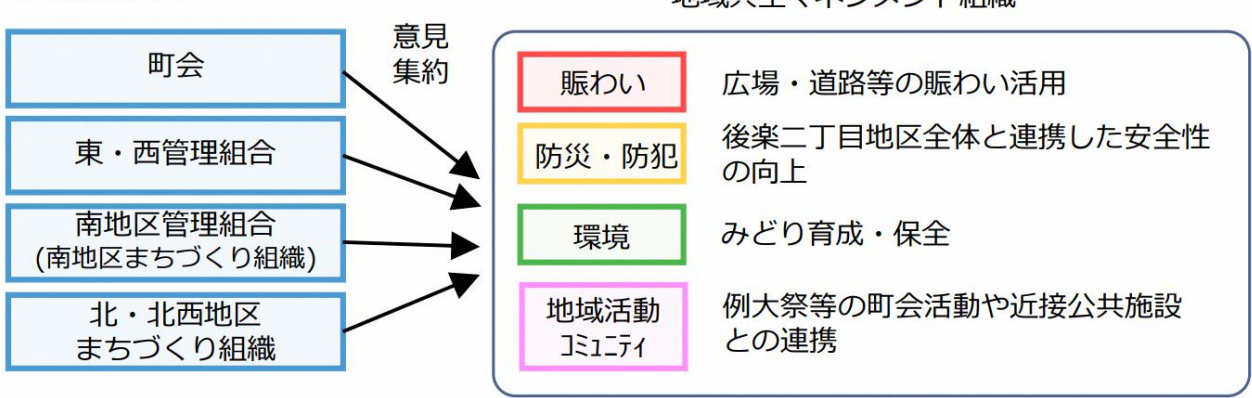 町会
東・西管理組合
南地区管理組合
(南地区まちづくり組織)
北・北西地区
まちづくり組織
意見
集約
賑わい
広場・道路等の賑わい活用
防災・防犯
後楽二丁目地区全体と連携した安全性
の向上
環境
みどり育成・保全
地域活動
コミュニティ
例大祭等の町会活動や近接公共施設
との連携